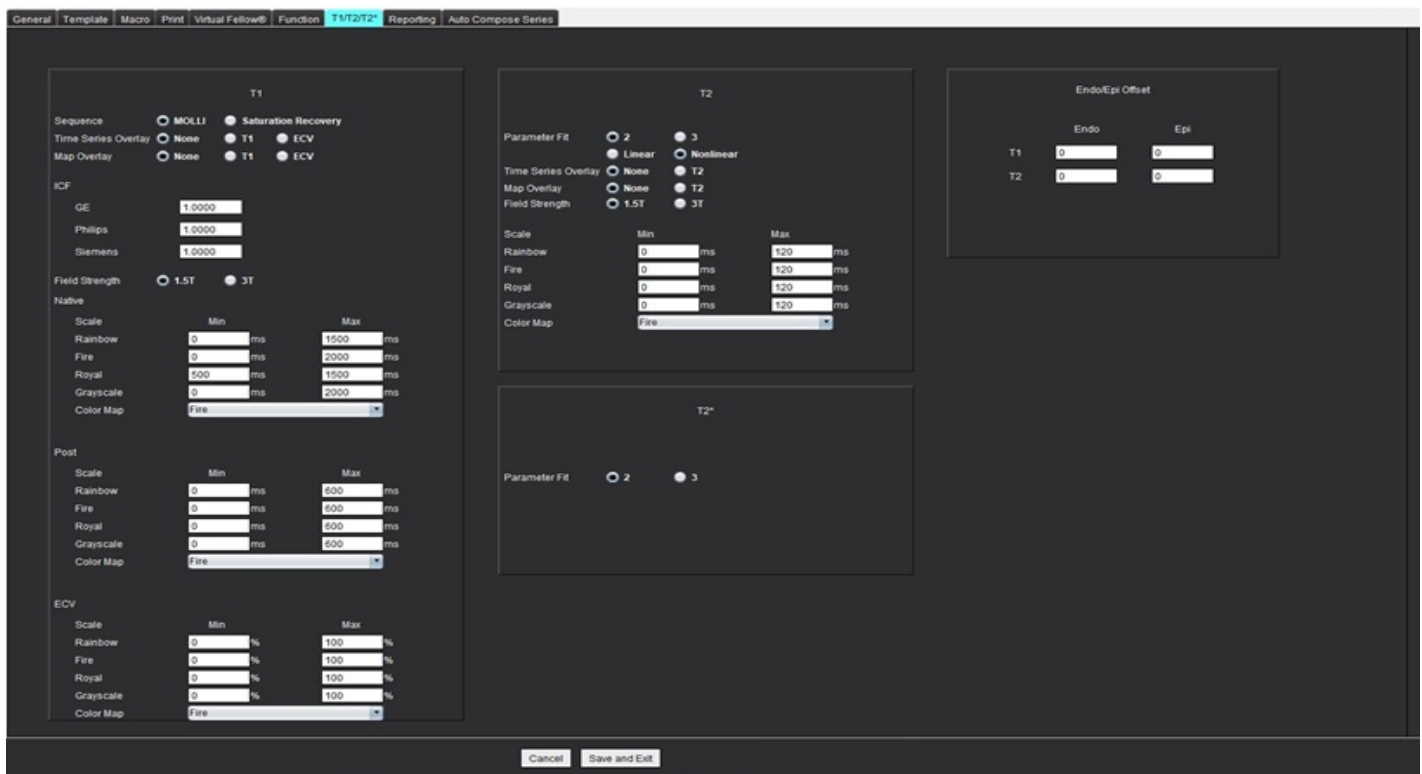 General Template Macro Print Virtual Fellow® Function T1/T2/T2* Reporting Auto Compose Series
T1
Sequence MOLLI Saturation Recovery
Time Series Overlay None T1 ECV
Map Overlay None T1 ECV
ICF
GE 1.0000
Philips 1.0000
Siemens 1.0000
Field Strength 1.5T 3T
Native
Scale Min Max
Rainbow 0 ms 1500 ms
Fire 0 ms 2000 ms
Royal 500 ms 1500 ms
Grayscale 0 ms 2000 ms
Color Map Fire
Post
Scale Min Max
Rainbow 0 ms 600 ms
Fire 0 ms 600 ms
Royal 0 ms 600 ms
Grayscale 0 ms 600 ms
Color Map Fire
ECV
Scale Min Max
Rainbow 0 % 100 %
Fire 0 % 100 %
Royal 0 % 100 %
Grayscale 0 % 100 %
Color Map Fire
T2
Parameter Fit 2 3
Linear Nonlinear
Time Series Overlay None T2
Map Overlay None T2
Field Strength 1.5T 3T
Scale Min Max
Rainbow 0 ms 120 ms
Fire 0 ms 120 ms
Royal 0 ms 120 ms
Grayscale 0 ms 120 ms
Color Map Fire
T2*
Parameter Fit 2 3
Endo/Epi Offset
Endo Epi
T1 0 0
T2 0 0
Cancel Save and Exit